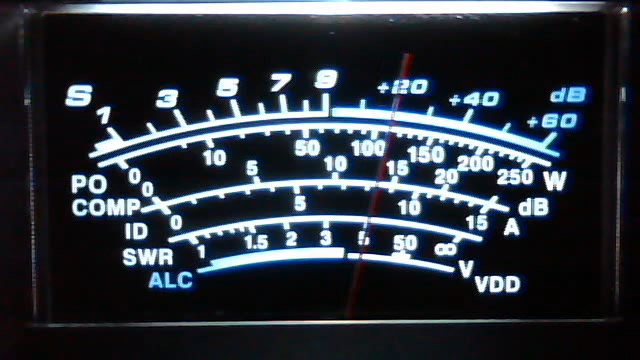 S 1 3 5 7 9 +20 +40 +60 dB
PO 0 10 50 100 150 200 250 W
COMP 0 5 10 15 20 dB
ID 0 5 10 15 A
SWR 1 1.5 2 3 5 50 ∞
ALC V
VDD